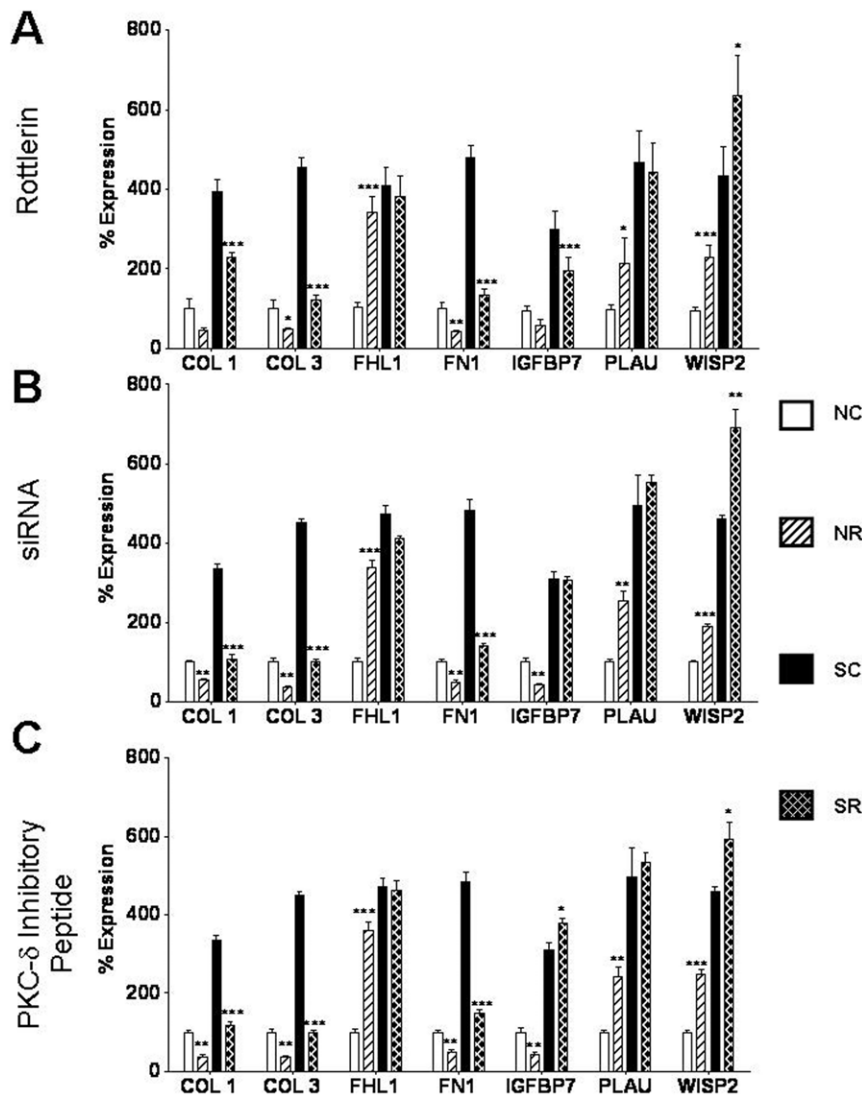 A
Rottlerin
% Expression
800
600
400
200
0
*
***
***
***
*
***
**
***
***
*
***
COL 1 COL 3 FHL1 FN1 IGFBP7 PLAU WISP2
B
siRNA
% Expression
800
600
400
200
0
**
**
***
**
***
**
***
***
**
***
**
COL 1 COL 3 FHL1 FN1 IGFBP7 PLAU WISP2
C
PKC-δ Inhibitory
Peptide
% Expression
800
600
400
200
0
*
***
*
**
***
**
***
**
***
**
***
**
COL 1 COL 3 FHL1 FN1 IGFBP7 PLAU WISP2
NC
NR
SC
SR